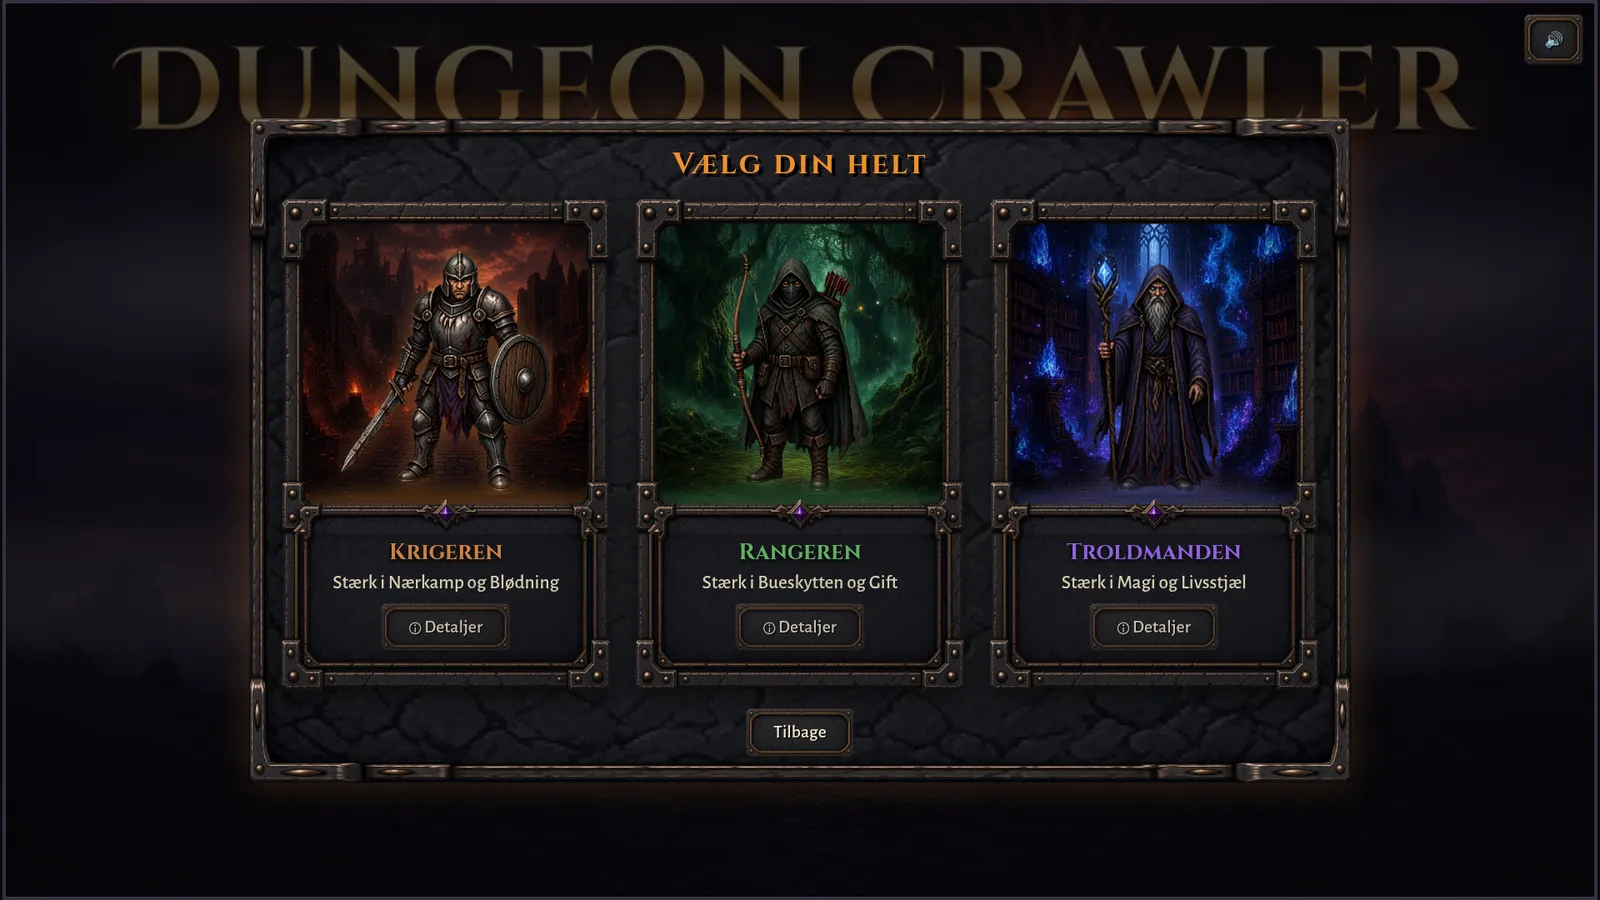 DUNGEON CRAWLER
VÆLG DIN HELT
KRIGEREN
Stærk i Nærkamp og Blødning
ⓘ Detaljer
RANGEREN
Stærk i Bueskytten og Gift
ⓘ Detaljer
TROLDMANDEN
Stærk i Magi og Livsstjæl
ⓘ Detaljer
Tilbage